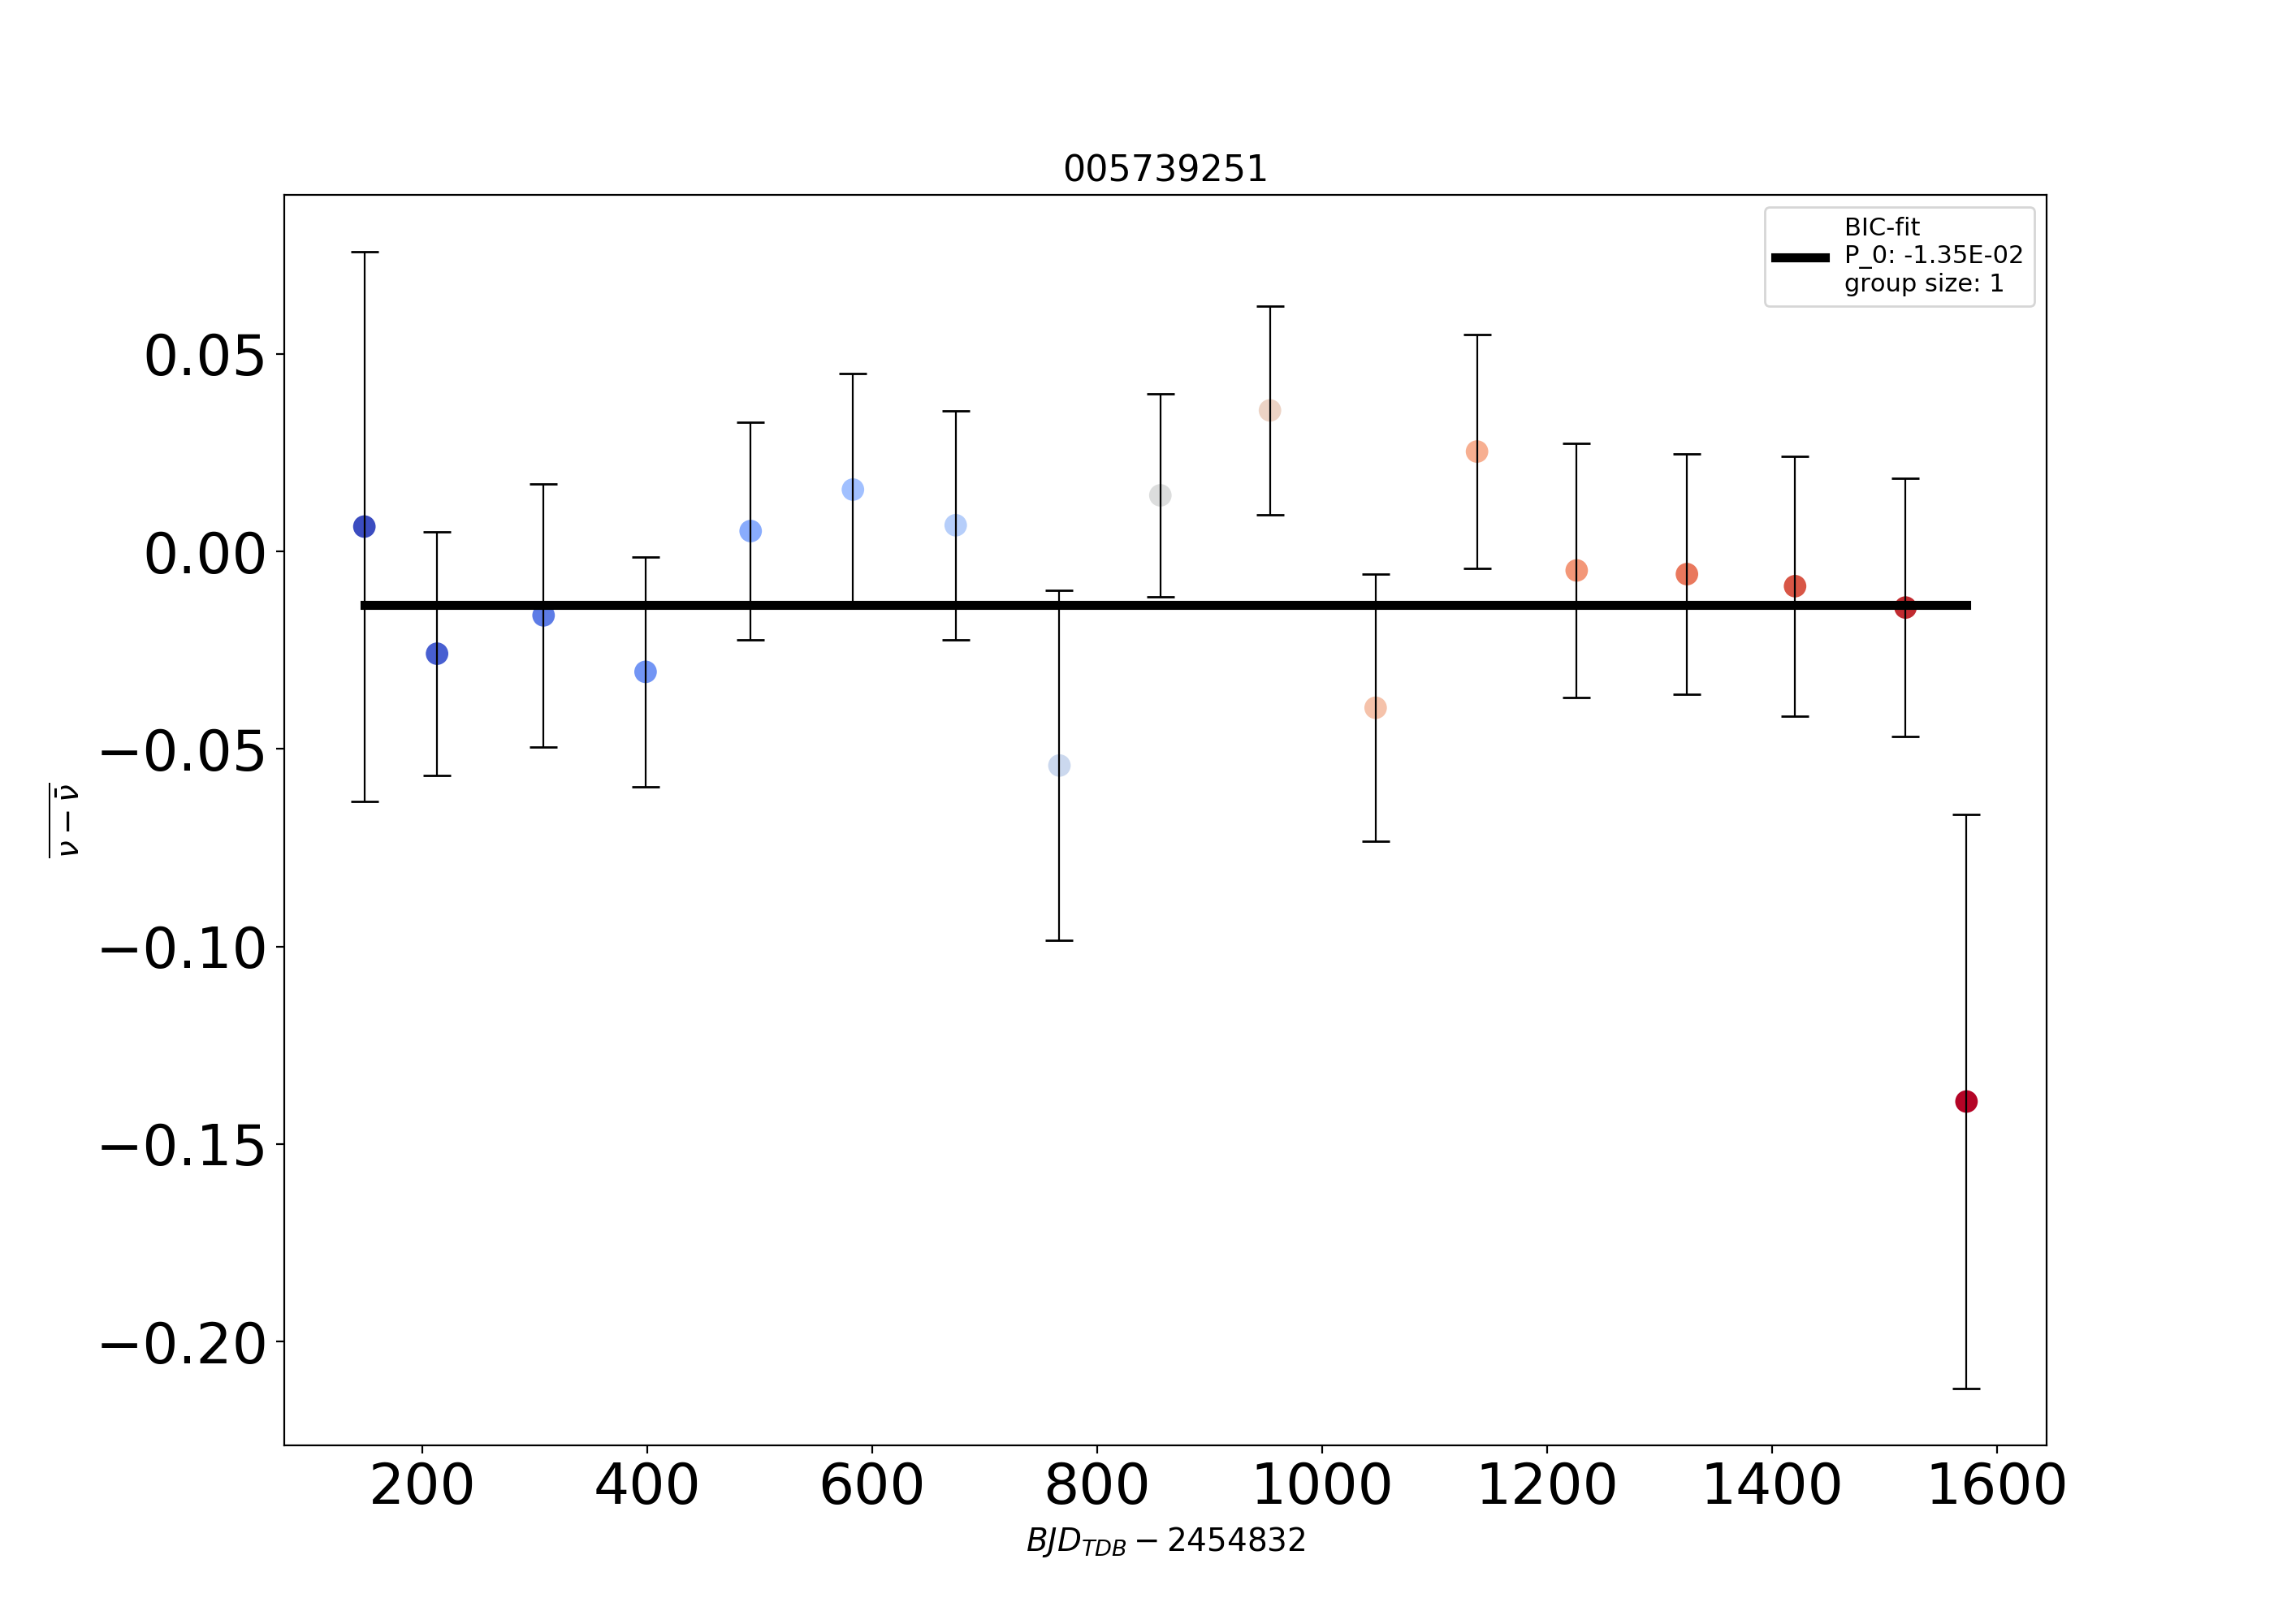 005739251
BIC-fit
P_0: -1.35E-02
group size: 1
0.05
0.00
−0.05
−0.10
−0.15
−0.20
ν − ν̄
200 400 600 800 1000 1200 1400 1600
BJD_TDB − 2454832